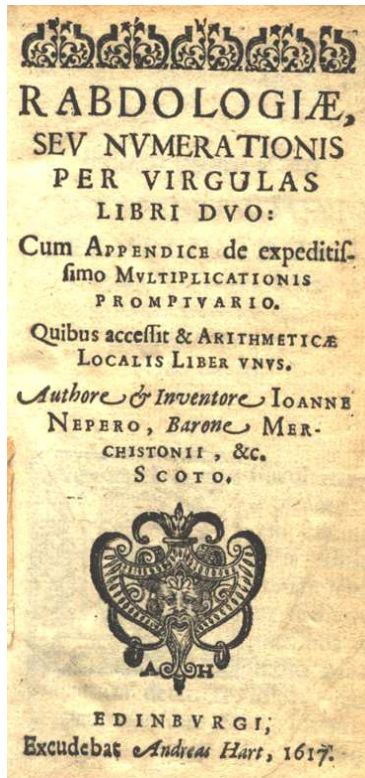 RABDOLOGIÆ,
SEV NVMERATIONIS
PER VIRGULAS
LIBRI DVO:
Cum APPENDICE de expeditiſ-
ſimo MVLTIPLICATIONIS
PROMPTVARIO.
Quibus acceſſit & ARITHMETICÆ
LOCALIS LIBER VNVS.
Authore & Inventore IOANNE
NEPERO, Barone MER-
CHISTONII, &c.
SCOTO.
A H
EDINBVRGI,
Excudebat Andreas Hart, 1617.